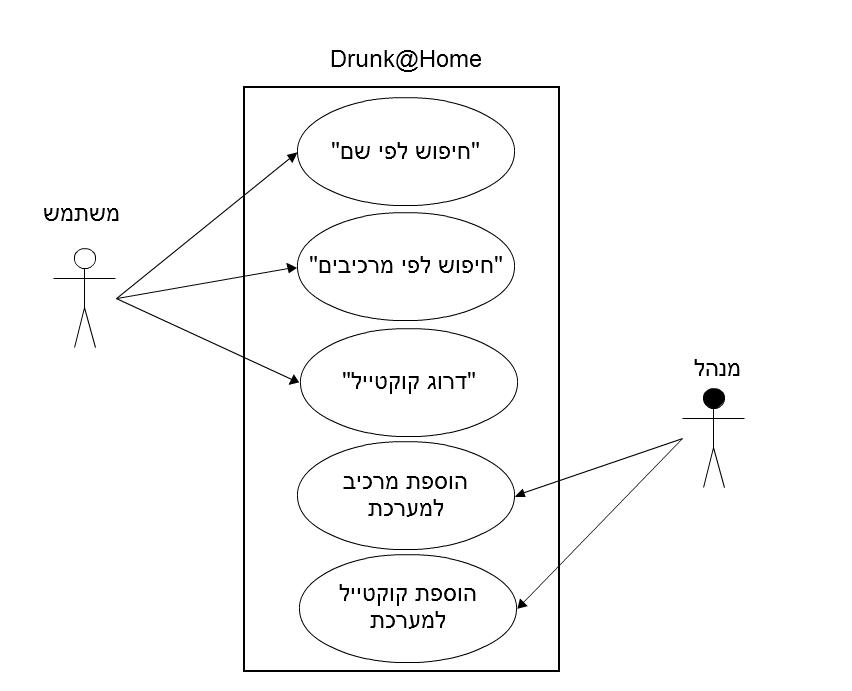 Drunk@Home
"חיפוש לפי שם"
משתמש
"חיפוש לפי מרכיבים"
"דרוג קוקטייל"
מנהל
הוספת מרכיב
למערכת
הוספת קוקטייל
למערכת